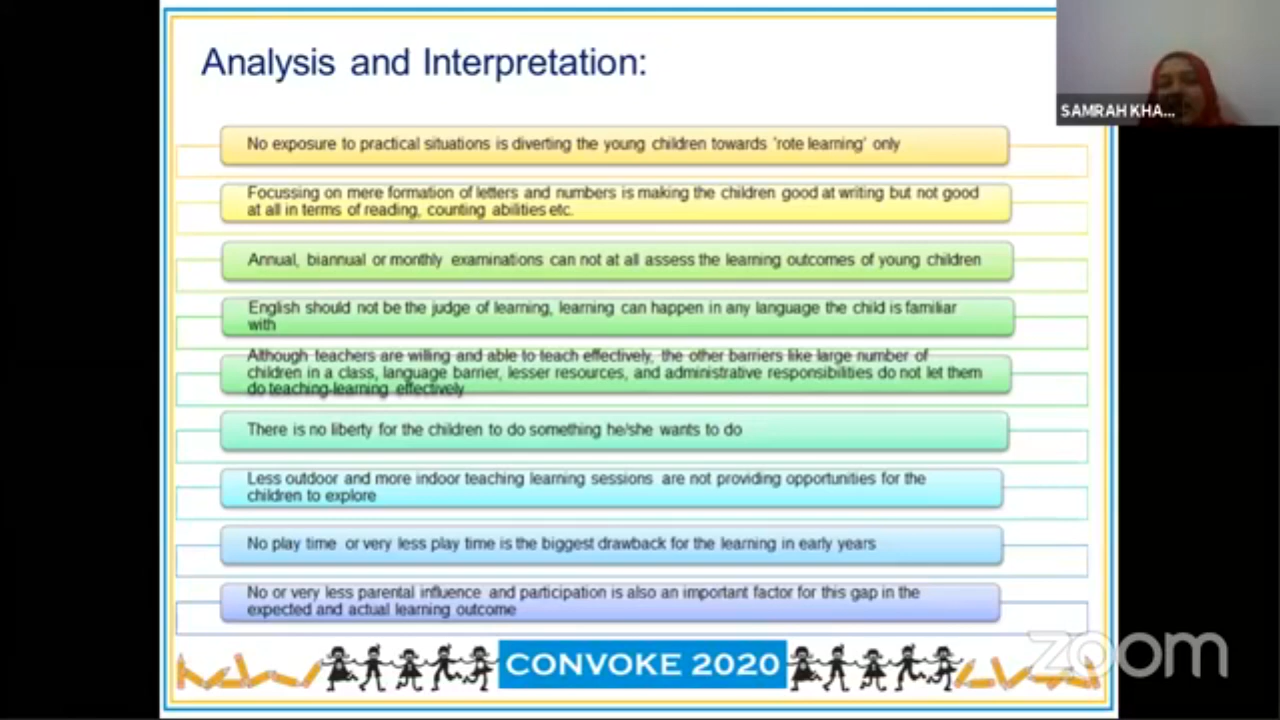 Analysis and Interpretation:
SAMRAH KHA...
No exposure to practical situations is diverting the young children towards 'rote learning' only
Focussing on mere formation of letters and numbers is making the children good at writing but not good
at all in terms of reading, counting abilities etc.
Annual, biannual or monthly examinations can not at all assess the learning outcomes of young children
English should not be the judge of learning, learning can happen in any language the child is familiar
with
Although teachers are willing and able to teach effectively, the other barriers like large number of
children in a class, language barrier, lesser resources, and administrative responsibilities do not let them
do teaching-learning effectively
There is no liberty for the children to do something he/she wants to do
Less outdoor and more indoor teaching learning sessions are not providing opportunities for the
children to explore
No play time or very less play time is the biggest drawback for the learning in early years
No or very less parental influence and participation is also an important factor for this gap in the
expected and actual learning outcome
CONVOKE 2020
zoom